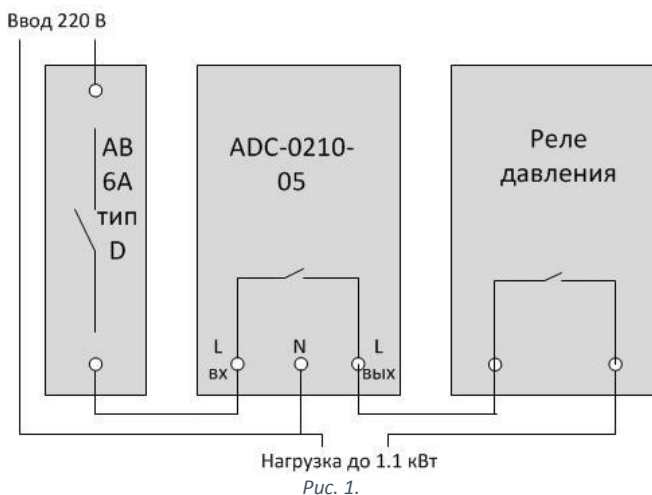 Ввод 220 В
АВ
6А
тип
D
ADC-0210-
05
Реле
давления
L
вх
N
L
вых
Нагрузка до 1.1 кВт
Рис. 1.